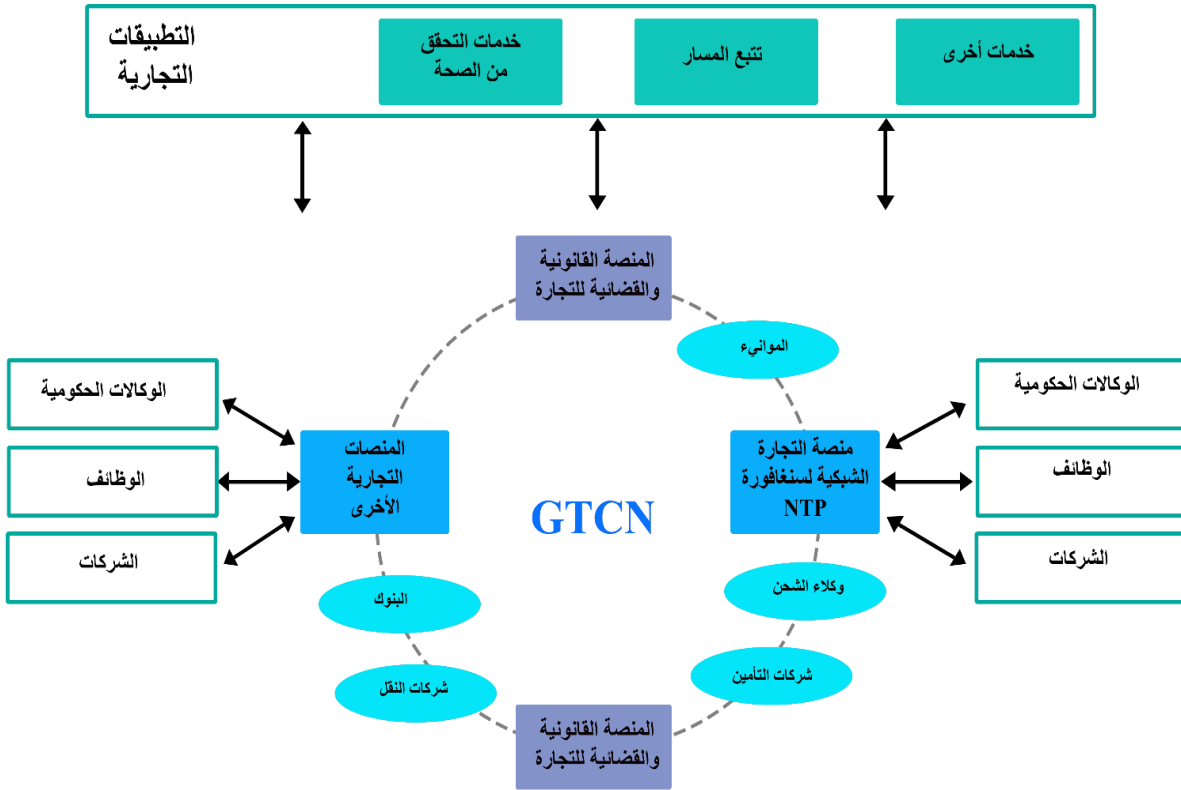 التطبيقات
التجارية
خدمات التحقق
من الصحة
تتبع المسار
خدمات أخرى
المنصة القانونية
والقضائية للتجارة
الموانيء
الوكالات الحكومية
الوظائف
الشركات
المنصات
التجارية
الأخرى
GTCN
منصة التجارة
الشبكية لسنغافورة
NTP
الوكالات الحكومية
الوظائف
الشركات
البنوك
وكلاء الشحن
شركات النقل
شركات التأمين
المنصة القانونية
والقضائية للتجارة